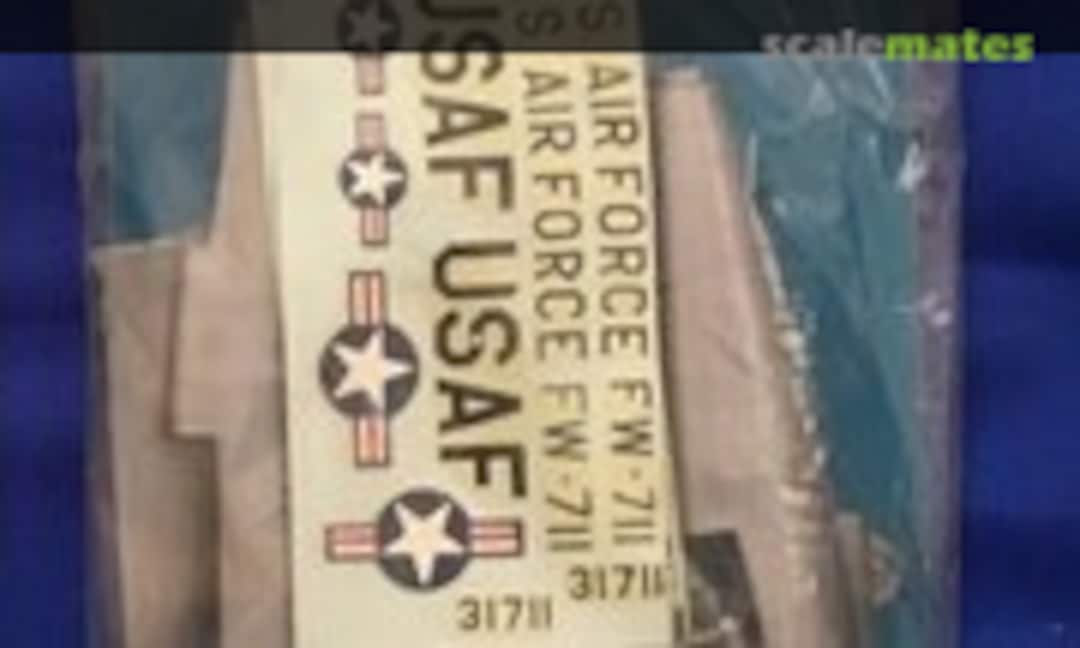 scalemates
USAF USAF
S AIR FORCE FW-711
S AIR FORCE FW-711
31711
31711